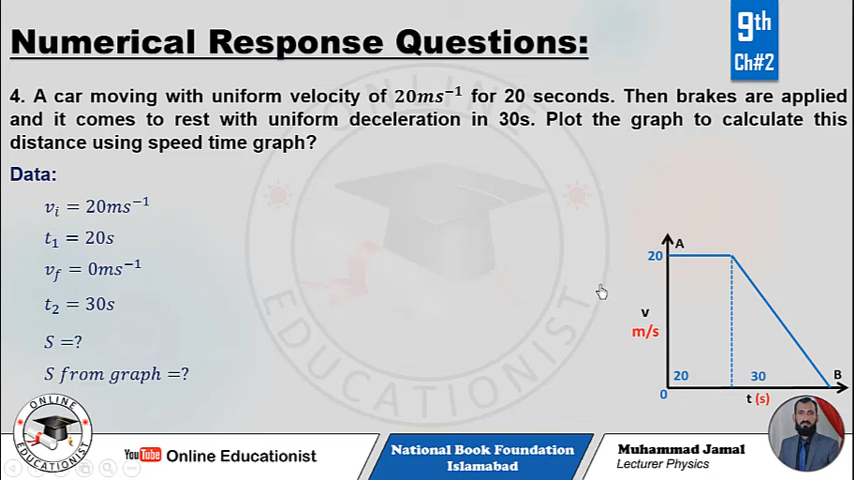 Numerical Response Questions:
9th
Ch#2
4. A car moving with uniform velocity of 20ms⁻¹ for 20 seconds. Then brakes are applied
and it comes to rest with uniform deceleration in 30s. Plot the graph to calculate this
distance using speed time graph?
Data:
vᵢ = 20ms⁻¹
t₁ = 20s
v_f = 0ms⁻¹
t₂ = 30s
S =?
S from graph =?
A
20
v
m/s
20
30
B
0
t (s)
ONLINE
EDUCATIONIST
ONLINE
EDUCATIONIST
YouTube Online Educationist
National Book Foundation
Islamabad
Muhammad Jamal
Lecturer Physics